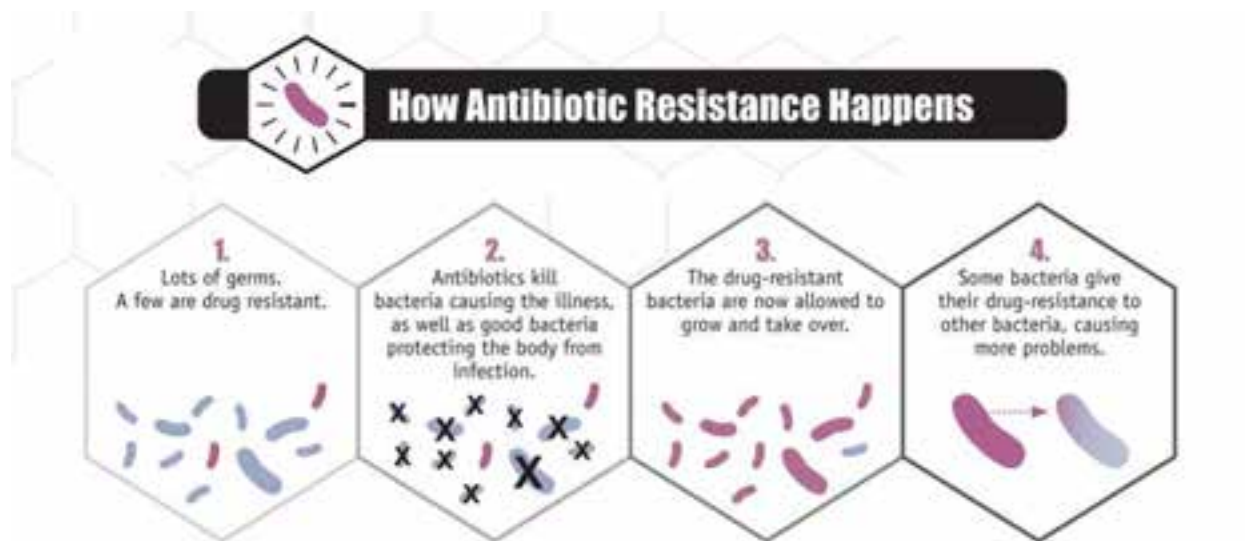 How Antibiotic Resistance Happens
1.
Lots of germs.
A few are drug resistant.
2.
Antibiotics kill
bacteria causing the illness,
as well as good bacteria
protecting the body from
infection.
X X X X X X X X X X
3.
The drug-resistant
bacteria are now allowed to
grow and take over.
4.
Some bacteria give
their drug-resistance to
other bacteria, causing
more problems.